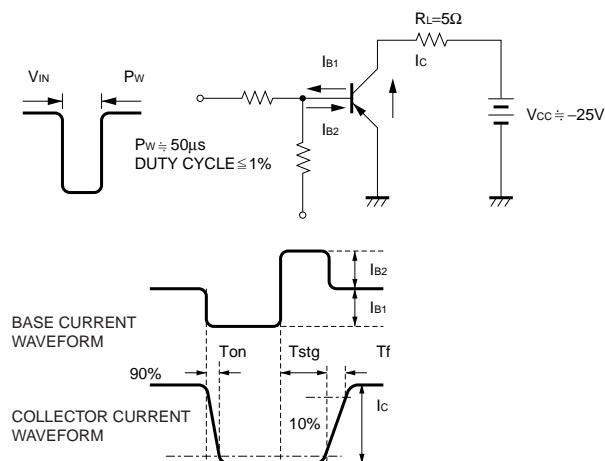 RL=5Ω
IB1
IC
VIN
PW
IB2
VCC≒–25V
PW≒50µs
DUTY CYCLE≦1%
IB2
IB1
BASE CURRENT
WAVEFORM
Ton
Tstg
Tf
90%
IC
COLLECTOR CURRENT
WAVEFORM
10%